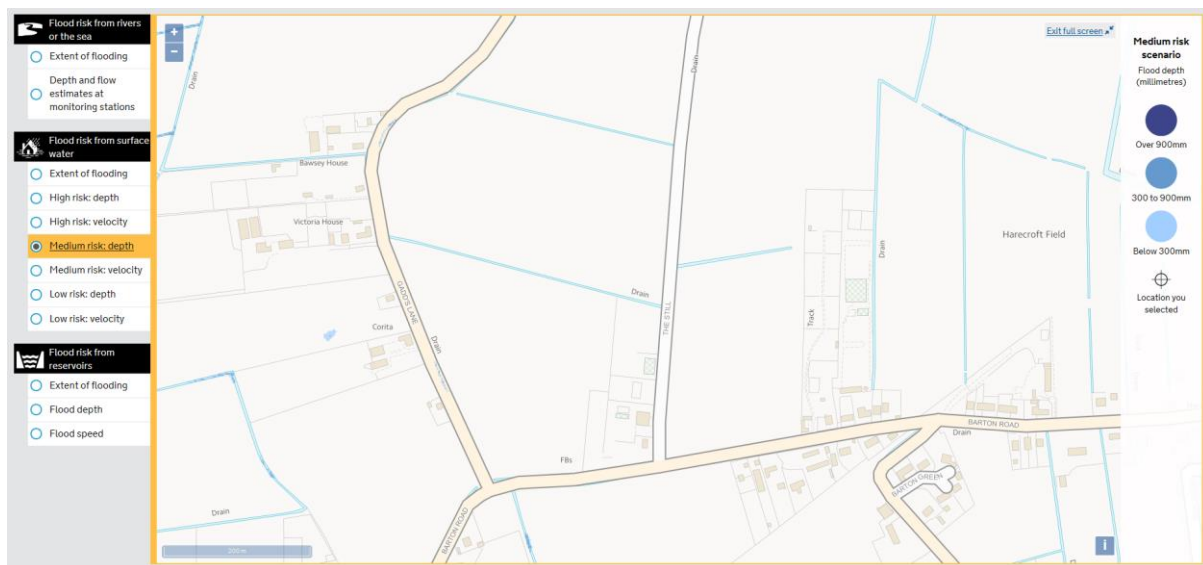 Flood risk from rivers
or the sea
Extent of flooding
Depth and flow
estimates at
monitoring stations
Flood risk from surface
water
Extent of flooding
High risk: depth
High risk: velocity
Medium risk: depth
Medium risk: velocity
Low risk: depth
Low risk: velocity
Flood risk from
reservoirs
Extent of flooding
Flood depth
Flood speed
+
−
Exit full screen
Drain
Drain
Bawsey House
Victoria House
GADD'S LANE
Drain
Corita
Drain
THE STILL
Track
Drain
Harecroft Field
FBs
BARTON ROAD
Drain
BARTON GREEN
Drain
BARTON ROAD
200 m
i
Medium risk
scenario
Flood depth
(millimetres)
Over 900mm
300 to 900mm
Below 300mm
Location you
selected